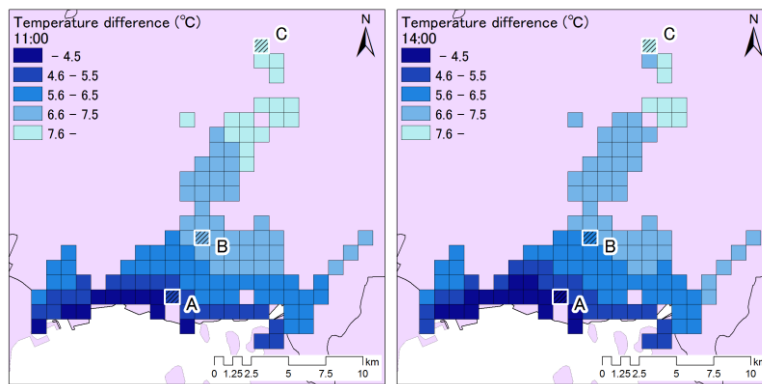 Temperature difference (℃)
11:00
- 4.5
4.6 - 5.5
5.6 - 6.5
6.6 - 7.5
7.6 -
C
N
B
A
km
0 1.25 2.5 5 7.5 10
Temperature difference (℃)
14:00
- 4.5
4.6 - 5.5
5.6 - 6.5
6.6 - 7.5
7.6 -
C
N
B
A
km
0 1.25 2.5 5 7.5 10